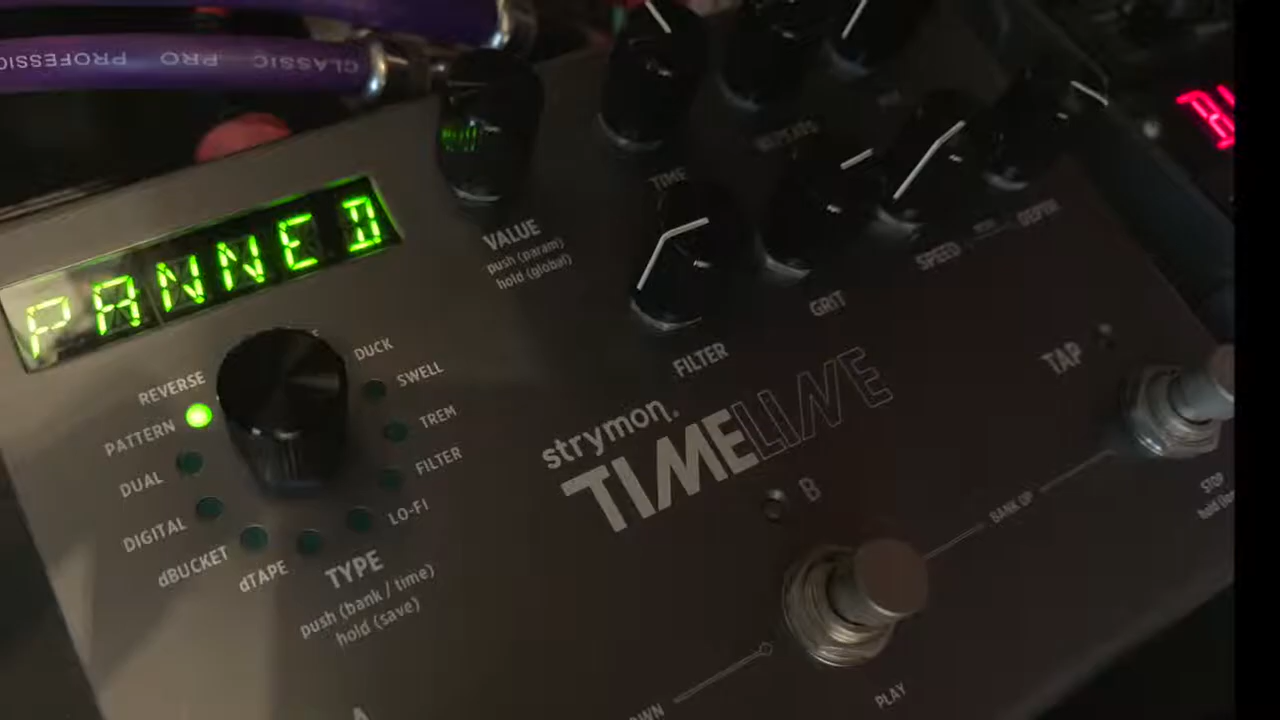 CLASSIC PRO PROFESSIO
PANNED
VALUE
push (param)
hold (global)
TIME
REPEATS
FILTER
GRIT
SPEED
DEPTH
REVERSE
PATTERN
DUAL
DIGITAL
dBUCKET
dTAPE
DUCK
SWELL
TREM
FILTER
LO-FI
TYPE
push (bank / time)
hold (save)
strymon.
TIMELINE
TAP
B
BANK UP
STOP
PLAY
A